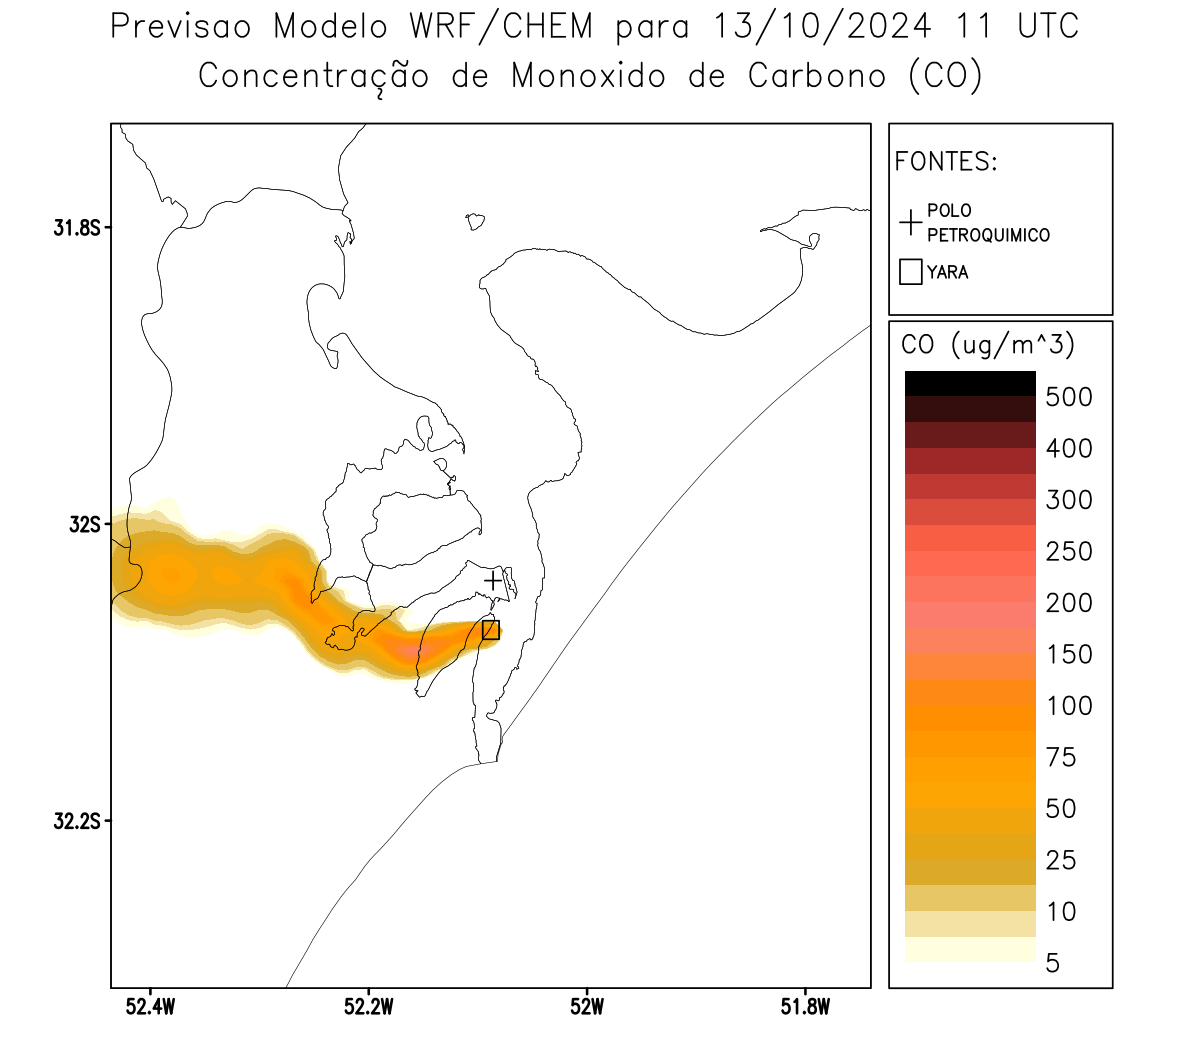 Previsao Modelo WRF/CHEM para 13/10/2024 11 UTC
Concentração de Monoxido de Carbono (CO)
FONTES:
POLO
PETROQUIMICO
YARA
CO (ug/m^3)
500
400
300
250
200
150
100
75
50
25
10
5
31.8S
32S
32.2S
52.4W 52.2W 52W 51.8W